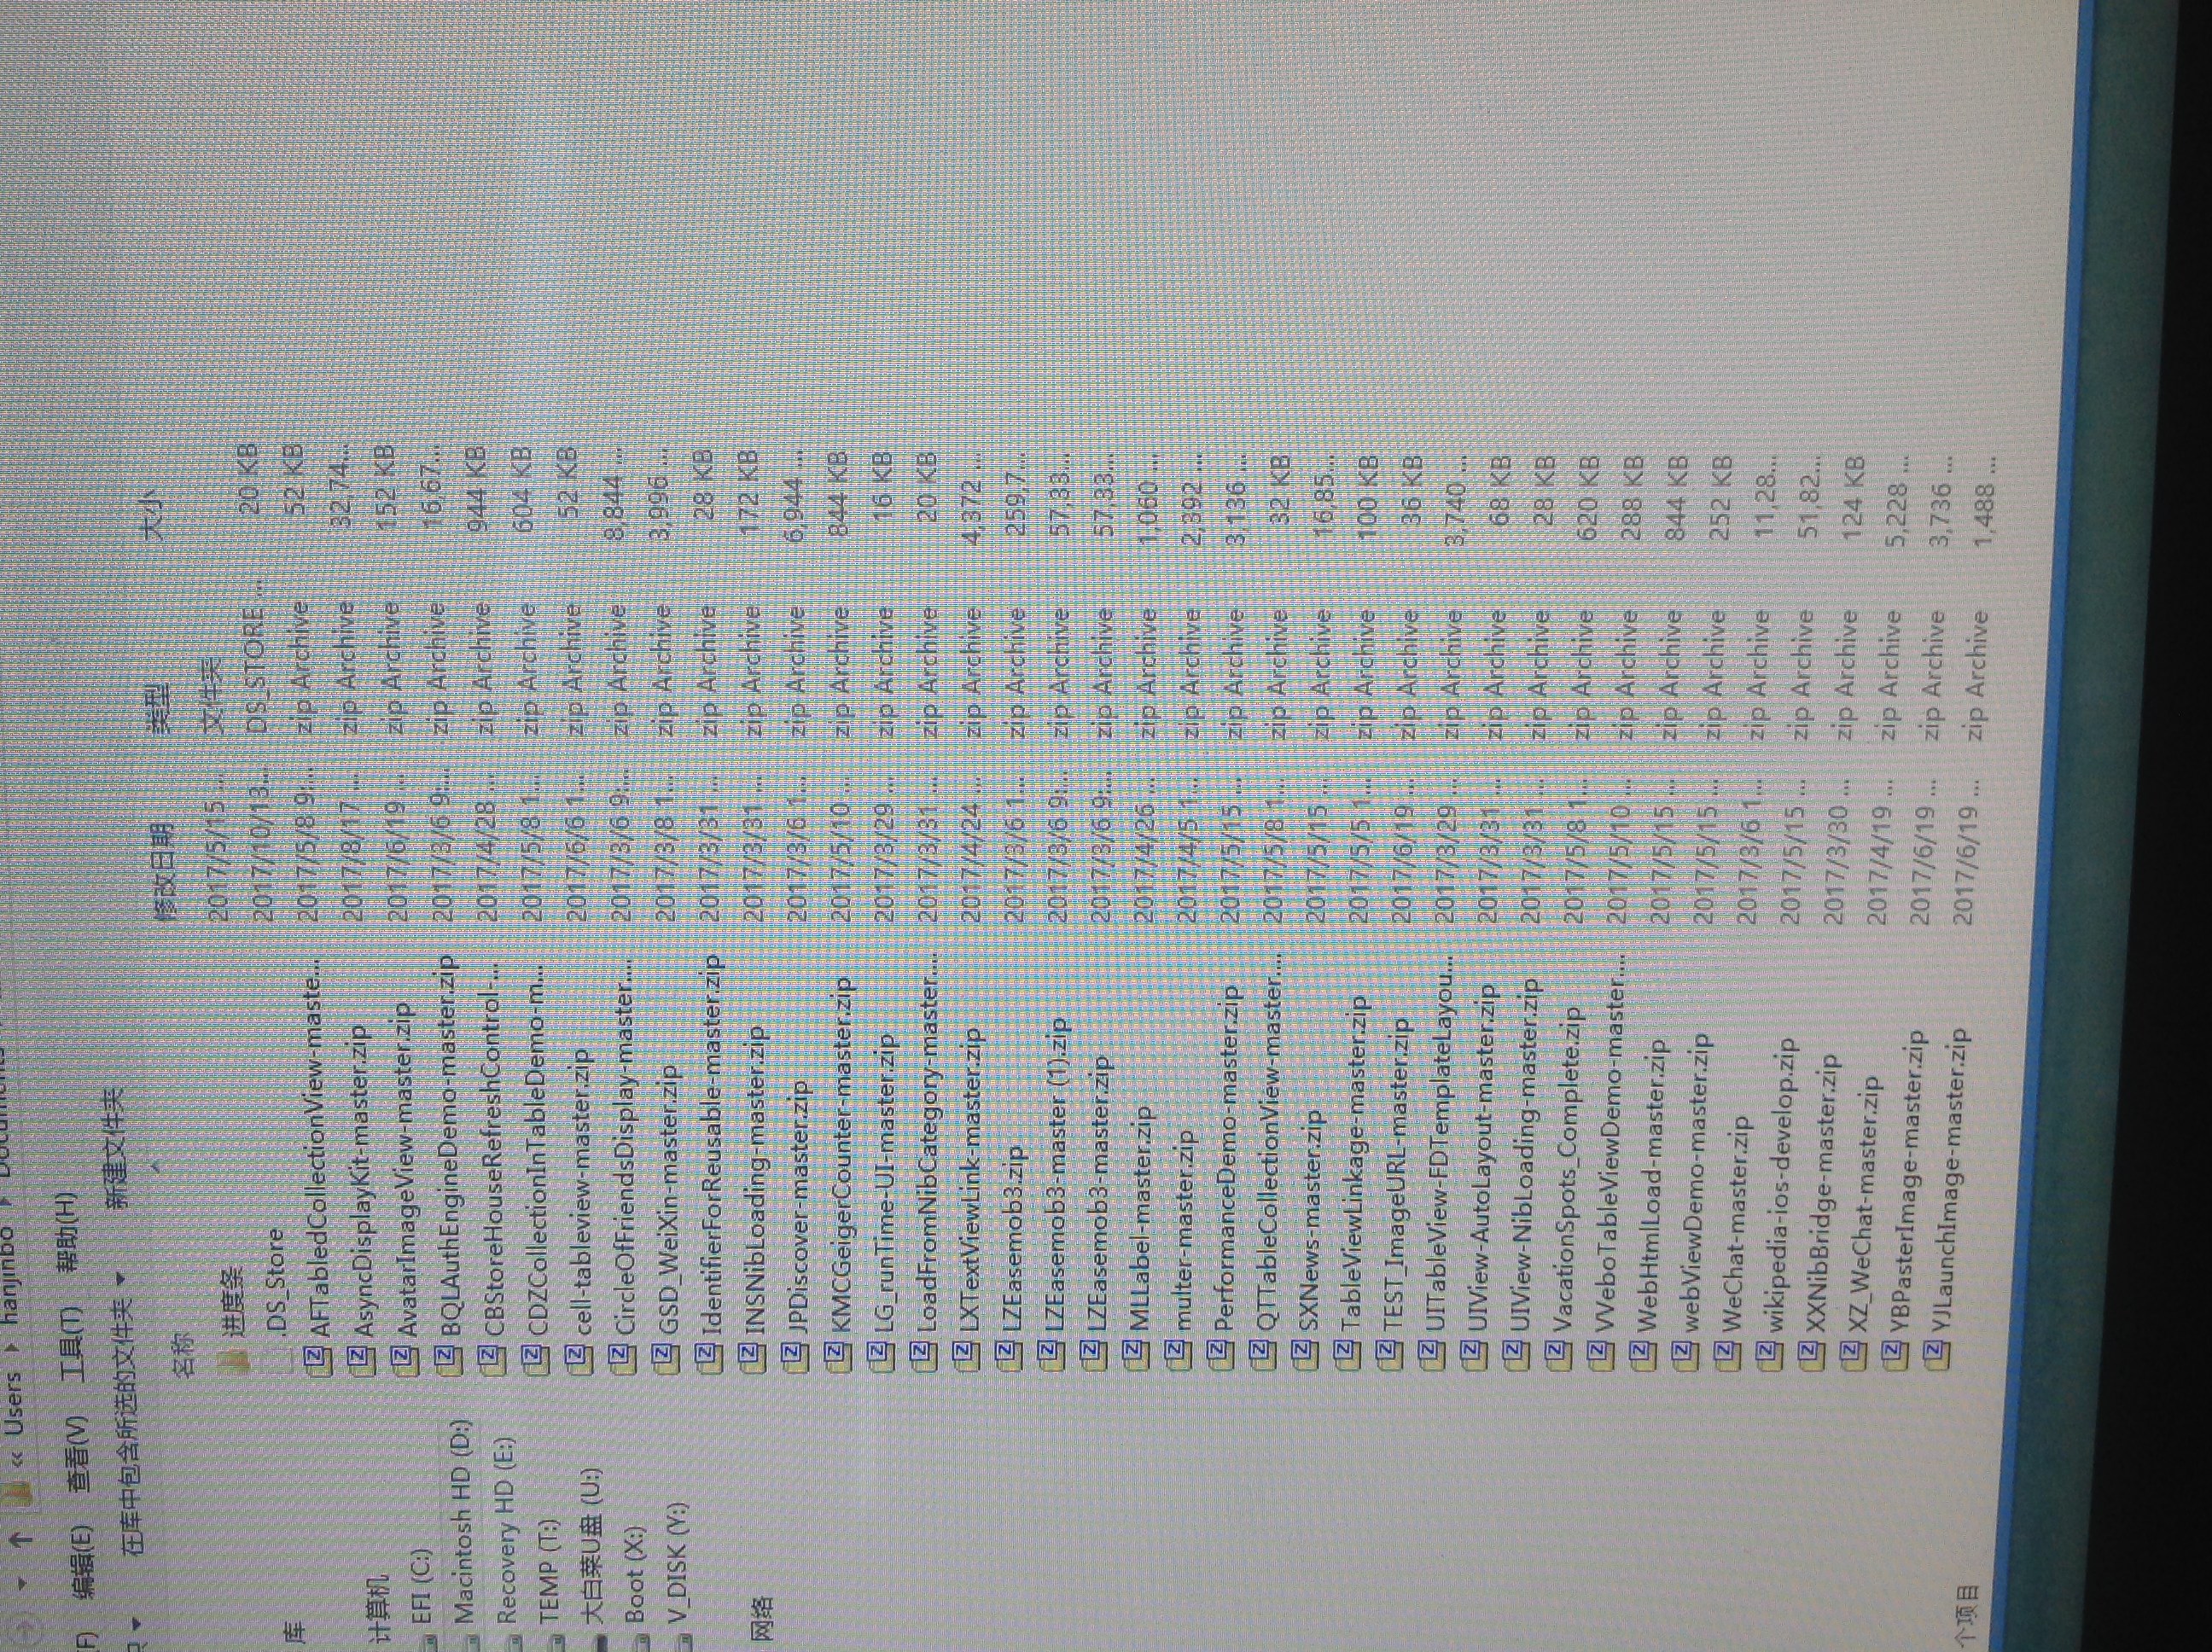 « Users ▸ hanjinbo ▸ Documents
(F) 编辑(E) 查看(V) 工具(T) 帮助(H)
在库中包含所选的文件夹 新建文件夹
名称 修改日期 类型 大小
进度条 2017/5/15 ... 文件夹
.DS_Store 2017/10/13... DS_STORE ... 20 KB
AFTabledCollectionView-maste... 2017/5/8 9:... zip Archive 52 KB
AsyncDisplayKit-master.zip 2017/8/17 ... zip Archive 32,74...
AvatarImageView-master.zip 2017/6/19 ... zip Archive 152 KB
BQLAuthEngineDemo-master.zip 2017/3/6 9:... zip Archive 16,67...
CBStoreHouseRefreshControl-... 2017/4/28 ... zip Archive 944 KB
CDZCollectionInTableDemo-m... 2017/5/8 1... zip Archive 604 KB
cell-tableview-master.zip 2017/6/6 1... zip Archive 52 KB
CircleOfFriendsDisplay-master.... 2017/3/6 9:... zip Archive 8,844 ...
GSD_WeiXin-master.zip 2017/3/8 1... zip Archive 3,996 ...
IdentifierForReusable-master.zip 2017/3/31 ... zip Archive 28 KB
INSNibLoading-master.zip 2017/3/31 ... zip Archive 172 KB
JPDiscover-master.zip 2017/3/6 1... zip Archive 6,944 ...
KMCGeigerCounter-master.zip 2017/5/10 ... zip Archive 844 KB
LG_runTime-UI-master.zip 2017/3/29 ... zip Archive 16 KB
LoadFromNibCategory-master.... 2017/3/31 ... zip Archive 20 KB
LXTextViewLink-master.zip 2017/4/24 ... zip Archive 4,372 ...
LZEasemob3.zip 2017/3/6 1... zip Archive 259,7...
LZEasemob3-master (1).zip 2017/3/6 9:... zip Archive 57,33...
LZEasemob3-master.zip 2017/3/6 9:... zip Archive 57,33...
MLLabel-master.zip 2017/4/26 ... zip Archive 1,060 ...
multer-master.zip 2017/4/5 1... zip Archive 2,392 ...
PerformanceDemo-master.zip 2017/5/15 ... zip Archive 3,136 ...
QTTableCollectionView-master.... 2017/5/8 1... zip Archive 32 KB
SXNews-master.zip 2017/5/15 ... zip Archive 16,85...
TableViewLinkage-master.zip 2017/5/5 1... zip Archive 100 KB
TEST_ImageURL-master.zip 2017/6/19 ... zip Archive 36 KB
UITableView-FDTemplateLayou... 2017/3/29 ... zip Archive 3,740 ...
UIView-AutoLayout-master.zip 2017/3/31 ... zip Archive 68 KB
UIView-NibLoading-master.zip 2017/3/31 ... zip Archive 28 KB
VacationSpots_Complete.zip 2017/5/8 1... zip Archive 620 KB
VVeboTableViewDemo-master.... 2017/5/10 ... zip Archive 288 KB
WebHtmlLoad-master.zip 2017/5/15 ... zip Archive 844 KB
webViewDemo-master.zip 2017/5/15 ... zip Archive 252 KB
WeChat-master.zip 2017/3/6 1... zip Archive 11,28...
wikipedia-ios-develop.zip 2017/5/15 ... zip Archive 51,82...
XXNibBridge-master.zip 2017/3/30 ... zip Archive 124 KB
XZ_WeChat-master.zip 2017/4/19 ... zip Archive 5,228 ...
YBPasterImage-master.zip 2017/6/19 ... zip Archive 3,736 ...
YJLaunchImage-master.zip 2017/6/19 ... zip Archive 1,488 ...
库
计算机
EFI (C:)
Macintosh HD (D:)
Recovery HD (E:)
TEMP (T:)
大白菜U盘 (U:)
Boot (X:)
V_DISK (Y:)
网络
个项目